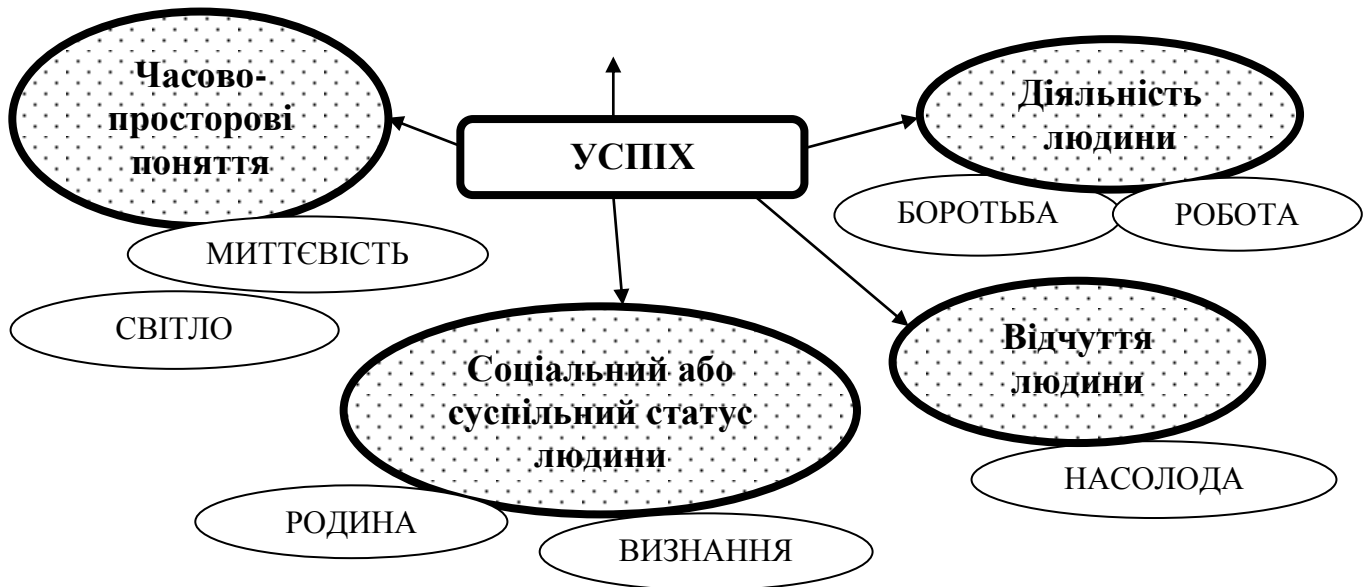 Часово-
просторові
поняття
УСПІХ
Діяльність
людини
БОРОТЬБА
РОБОТА
МИТТЄВІСТЬ
СВІТЛО
Соціальний або
суспільний статус
людини
Відчуття
людини
НАСОЛОДА
РОДИНА
ВИЗНАННЯ